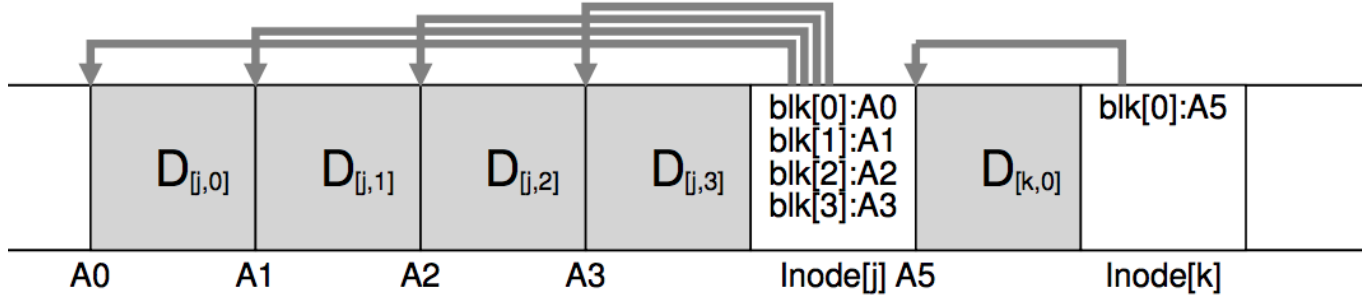 blk[0]:A0
blk[1]:A1
blk[2]:A2
blk[3]:A3
blk[0]:A5
D[j,0]
D[j,1]
D[j,2]
D[j,3]
D[k,0]
A0
A1
A2
A3
Inode[j] A5
Inode[k]